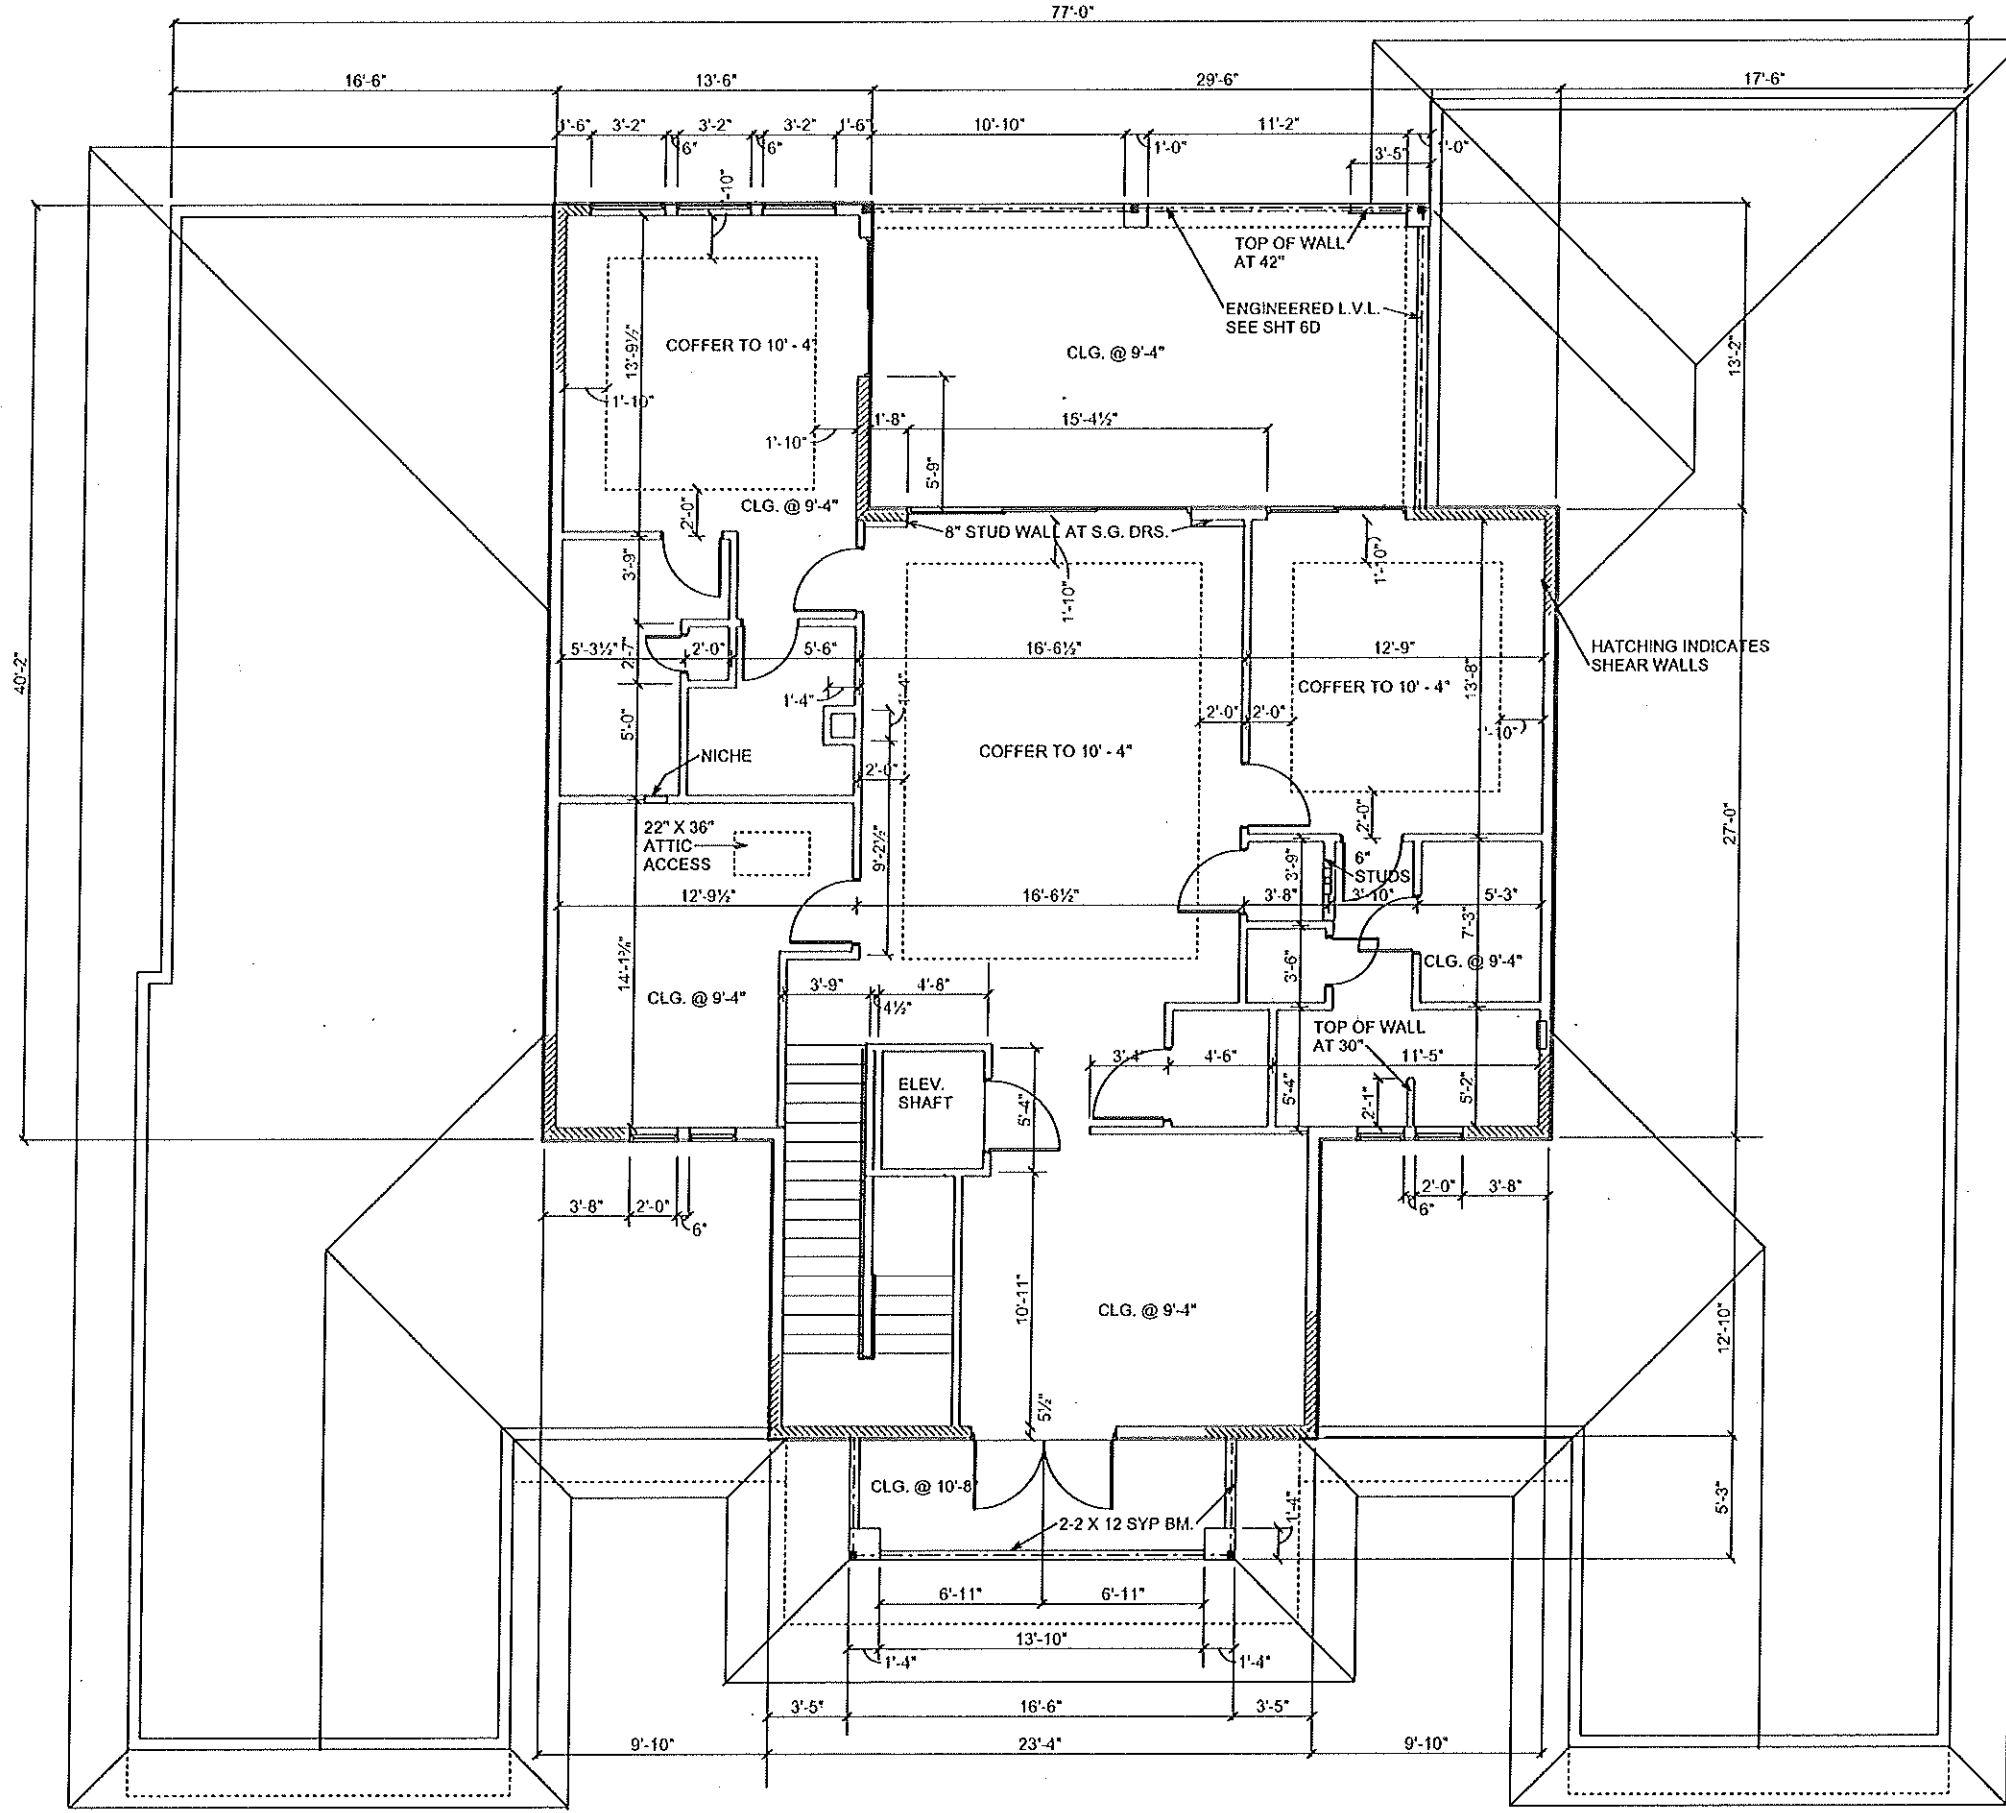 77'-0"
16'-6" 13'-6" 29'-6" 17'-6"
1'-6" 3'-2" 3'-2" 3'-2" 1'-6" 10'-10" 11'-2"
6" 6" 1'-0" 1'-0"
3'-5"
1'-10"
TOP OF WALL
AT 42"
ENGINEERED L.V.L.
SEE SHT 6D
13'-2"
COFFER TO 10' - 4"
CLG. @ 9'-4"
13'-9½"
1'-10"
1'-10"
1'-8" 15'-4½"
5'-9"
2'-0"
CLG. @ 9'-4"
8" STUD WALL AT S.G. DRS.
1'-10"
1'-10"
3'-9"
40'-2"
HATCHING INDICATES
SHEAR WALLS
5'-3½" 2'-0" 5'-6" 16'-6½" 12'-9"
2'-7"
13'-8"
1'-4" 1'-4"
COFFER TO 10' - 4"
5'-0"
2'-0" 2'-0"
1'-10"
NICHE
COFFER TO 10' - 4"
2'-0"
22" X 36"
ATTIC
ACCESS
9'-2½"
2'-0"
27'-0"
6"
STUDS
3'-9"
12'-9½" 16'-6½" 3'-8" 3'-10" 5'-3"
7'-3"
14'-1¾"
CLG. @ 9'-4"
3'-6"
CLG. @ 9'-4"
3'-9" 4'-8"
4½"
TOP OF WALL
AT 30"
3'-4" 4'-6" 11'-5"
ELEV.
SHAFT
5'-4"
5'-4"
2'-1"
5'-2"
3'-8" 2'-0"
6"
2'-0" 3'-8"
6"
10'-11"
CLG. @ 9'-4"
12'-10"
5½"
CLG. @ 10'-8"
5'-3"
2-2 X 12 SYP BM.
1'-4"
6'-11" 6'-11"
13'-10"
1'-4" 1'-4"
3'-5" 16'-6" 3'-5"
9'-10" 23'-4" 9'-10"